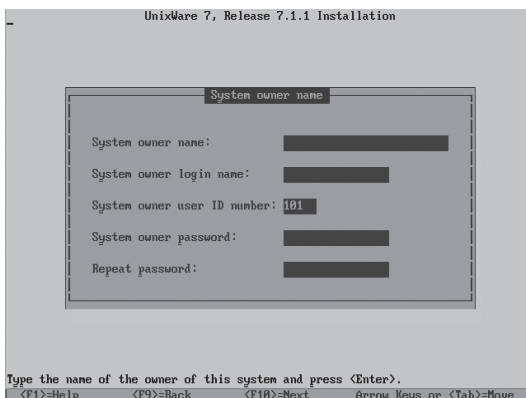 UnixWare 7, Release 7.1.1 Installation
System owner name
System owner name:
System owner login name:
System owner user ID number: 101
System owner password:
Repeat password:
Type the name of the owner of this system and press <Enter>.
<F1>=Help <F9>=Back <F10>=Next Arrow Keys or <Tab>=Move